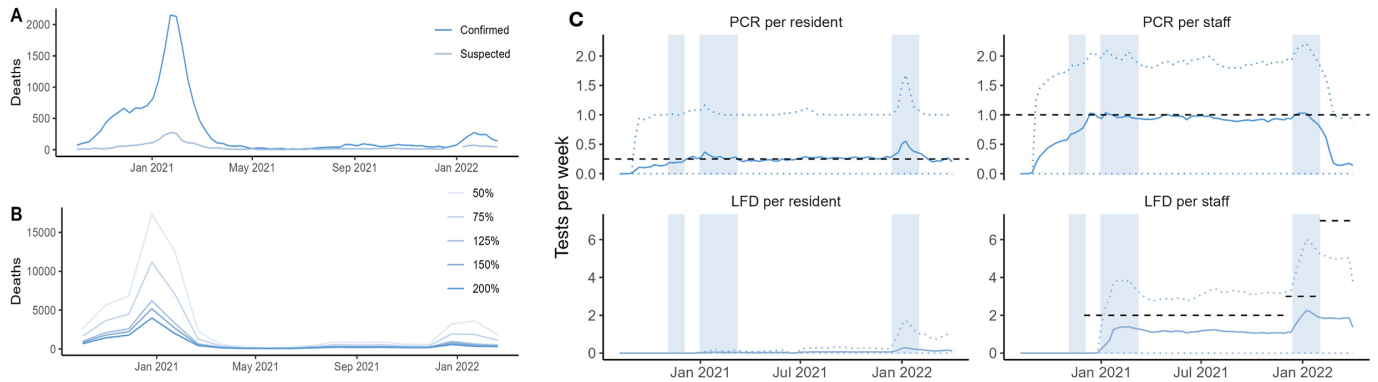 A
Deaths
2000
1500
1000
500
0
Jan 2021
May 2021
Sep 2021
Jan 2022
Confirmed
Suspected
B
Deaths
15000
10000
5000
0
Jan 2021
May 2021
Sep 2021
Jan 2022
50%
75%
125%
150%
200%
C
Tests per week
PCR per resident
2.0
1.5
1.0
0.5
0.0
PCR per staff
2.0
1.5
1.0
0.5
0.0
LFD per resident
6
4
2
0
Jan 2021
Jul 2021
Jan 2022
LFD per staff
6
4
2
0
Jan 2021
Jul 2021
Jan 2022